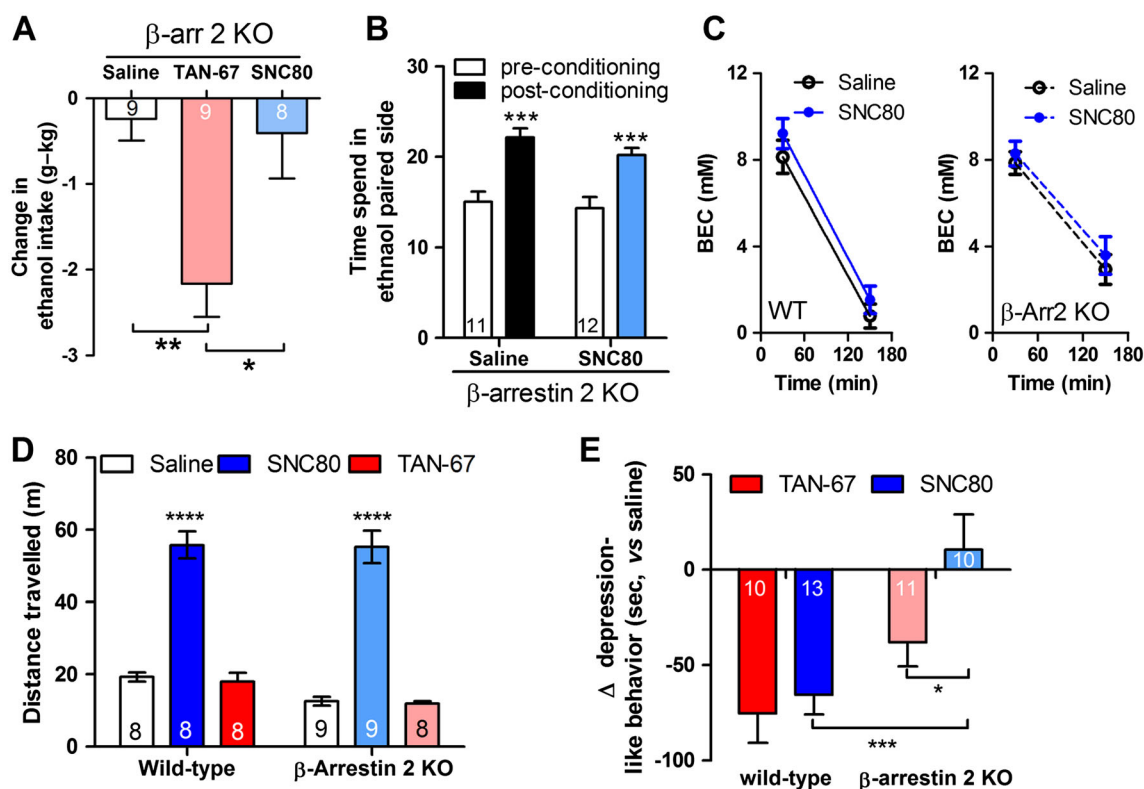 A
β-arr 2 KO
Saline TAN-67 SNC80
0
-1
-2
-3
Change in
ethanol intake (g–kg)
9 9 8
** *
B
pre-conditioning
post-conditioning
30
20
10
0
Time spend in
ethnaol paired side
*** ***
11 12
Saline SNC80
β-arrestin 2 KO
C
12
8
4
0
BEC (mM)
Saline
SNC80
WT
0 60 120 180
Time (min)
12
8
4
0
BEC (mM)
Saline
SNC80
β-Arr2 KO
0 60 120 180
Time (min)
D
Saline SNC80 TAN-67
80
60
40
20
0
Distance travelled (m)
**** ****
8 8 8 9 9 8
Wild-type β-Arrestin 2 KO
E
TAN-67 SNC80
50
0
-50
-100
Δ depression-
like behavior (sec, vs saline)
10 13 11 10
*
***
wild-type β-arrestin 2 KO